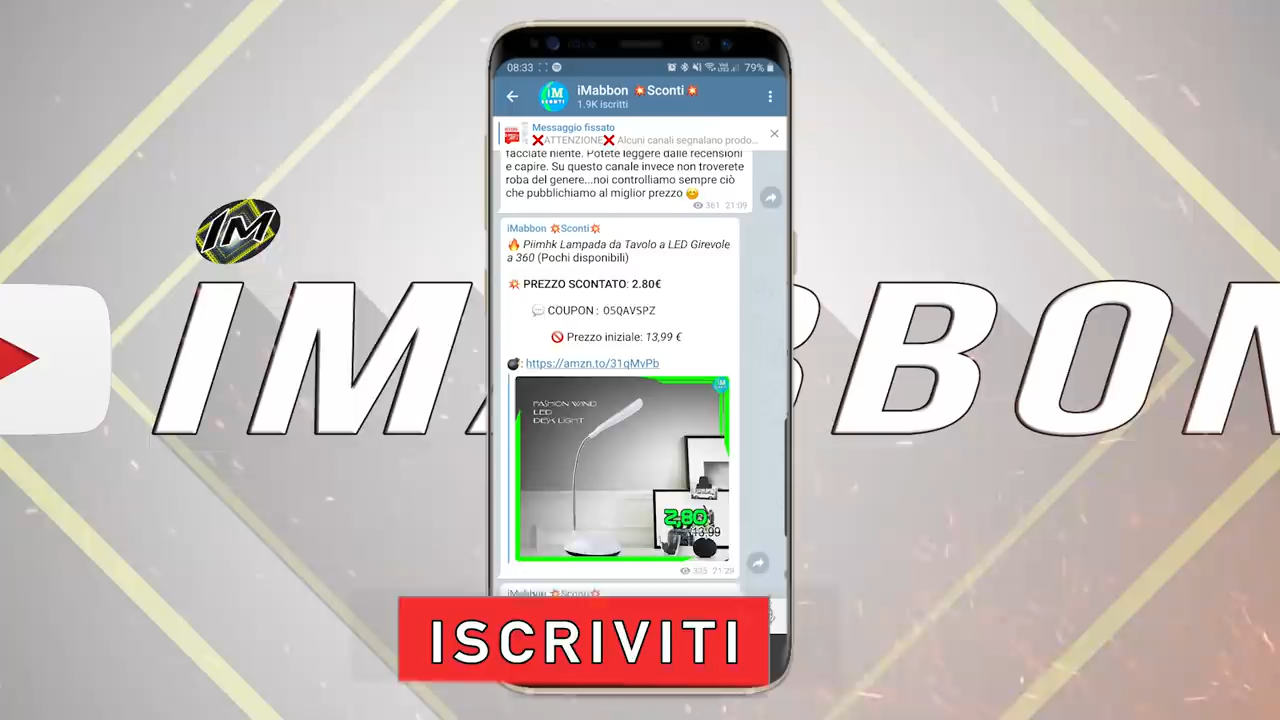 08:33
79%
iMabbon 💥Sconti💥
1.9K iscritti
Messaggio fissato
❌ATTENZIONE❌ Alcuni canali segnalano prodo...
facciate niente. Potete leggere dalle recensioni
e capire. Su questo canale invece non troverete
roba del genere...noi controlliamo sempre ciò
che pubblichiamo al miglior prezzo 😊
361 21:09
iMabbon 💥Sconti💥
🔥 Piimhk Lampada da Tavolo a LED Girevole
a 360 (Pochi disponibili)
💥 PREZZO SCONTATO: 2.80€
💬 COUPON : 05QAVSPZ
🚫 Prezzo iniziale: 13,99 €
💣: https://amzn.to/31qMvPb
FASHION WIND
LED
DESK LIGHT
2,80
13,99
335 21:29
iMabbon 💥Sconti💥
IM
BBON
ISCRIVITI